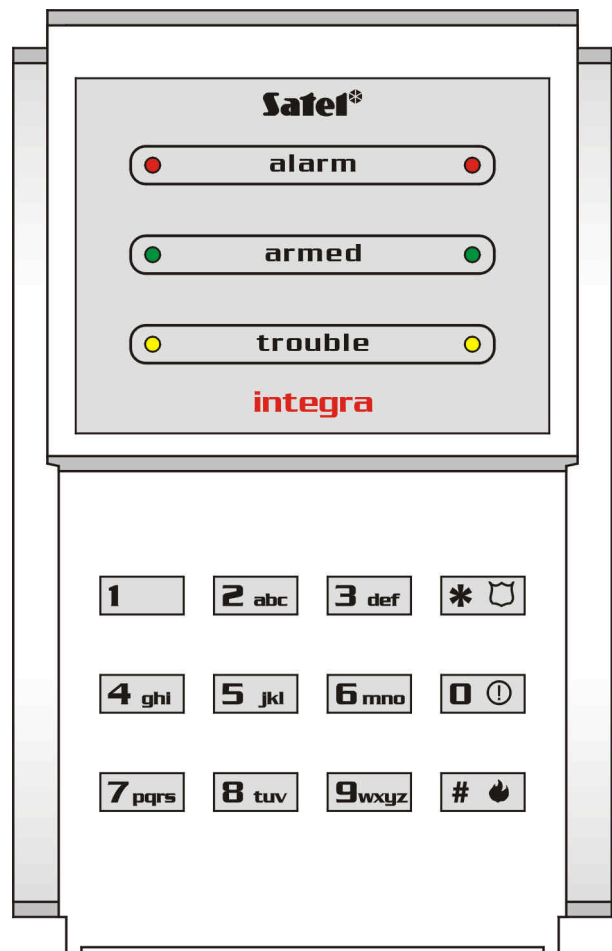 Satel
alarm
armed
trouble
integra
1 2 abc 3 def *
4 ghi 5 jkl 6 mno 0 !
7 pqrs 8 tuv 9 wxyz #